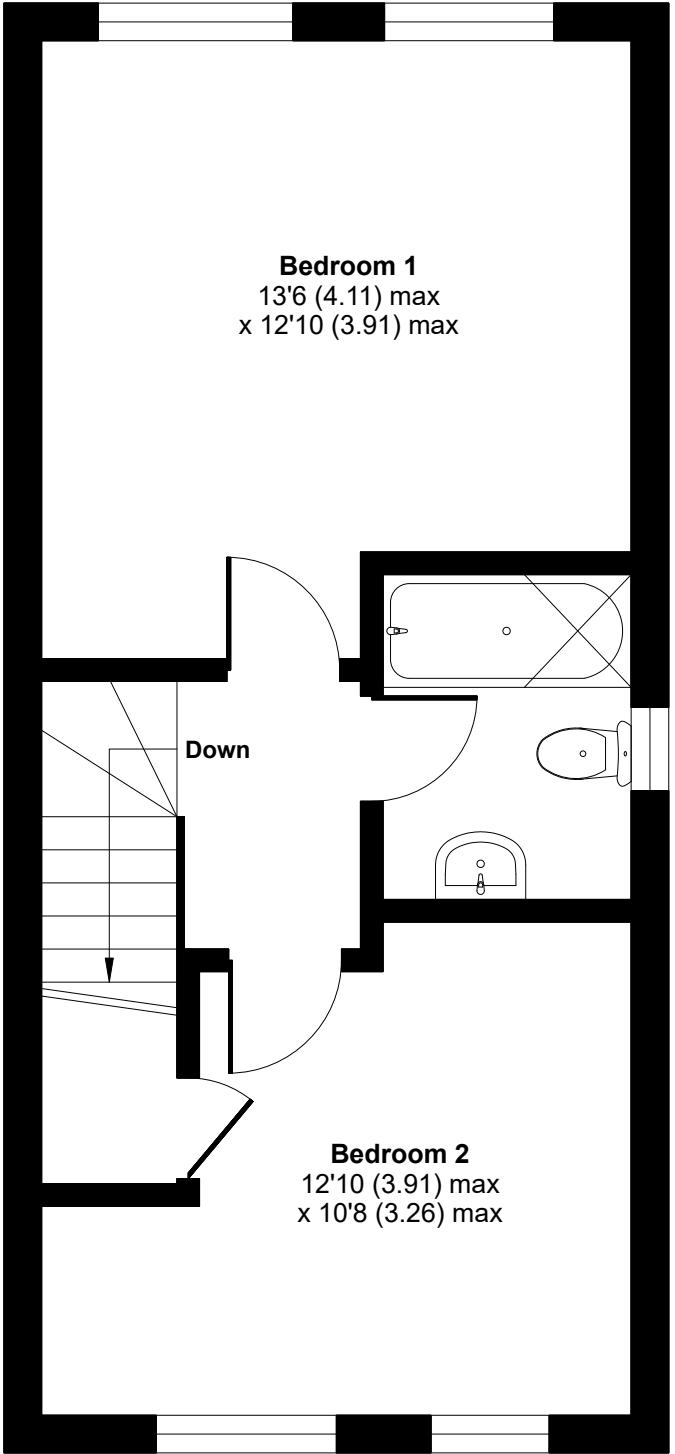 Bedroom 1
13'6 (4.11) max
x 12'10 (3.91) max
Down
Bedroom 2
12'10 (3.91) max
x 10'8 (3.26) max